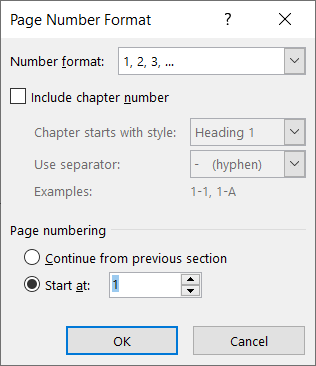 Page Number Format ? ×
Number format: 1, 2, 3, ...
Include chapter number
Chapter starts with style: Heading 1
Use separator: - (hyphen)
Examples: 1-1, 1-A
Page numbering
Continue from previous section
Start at: 1
OK Cancel